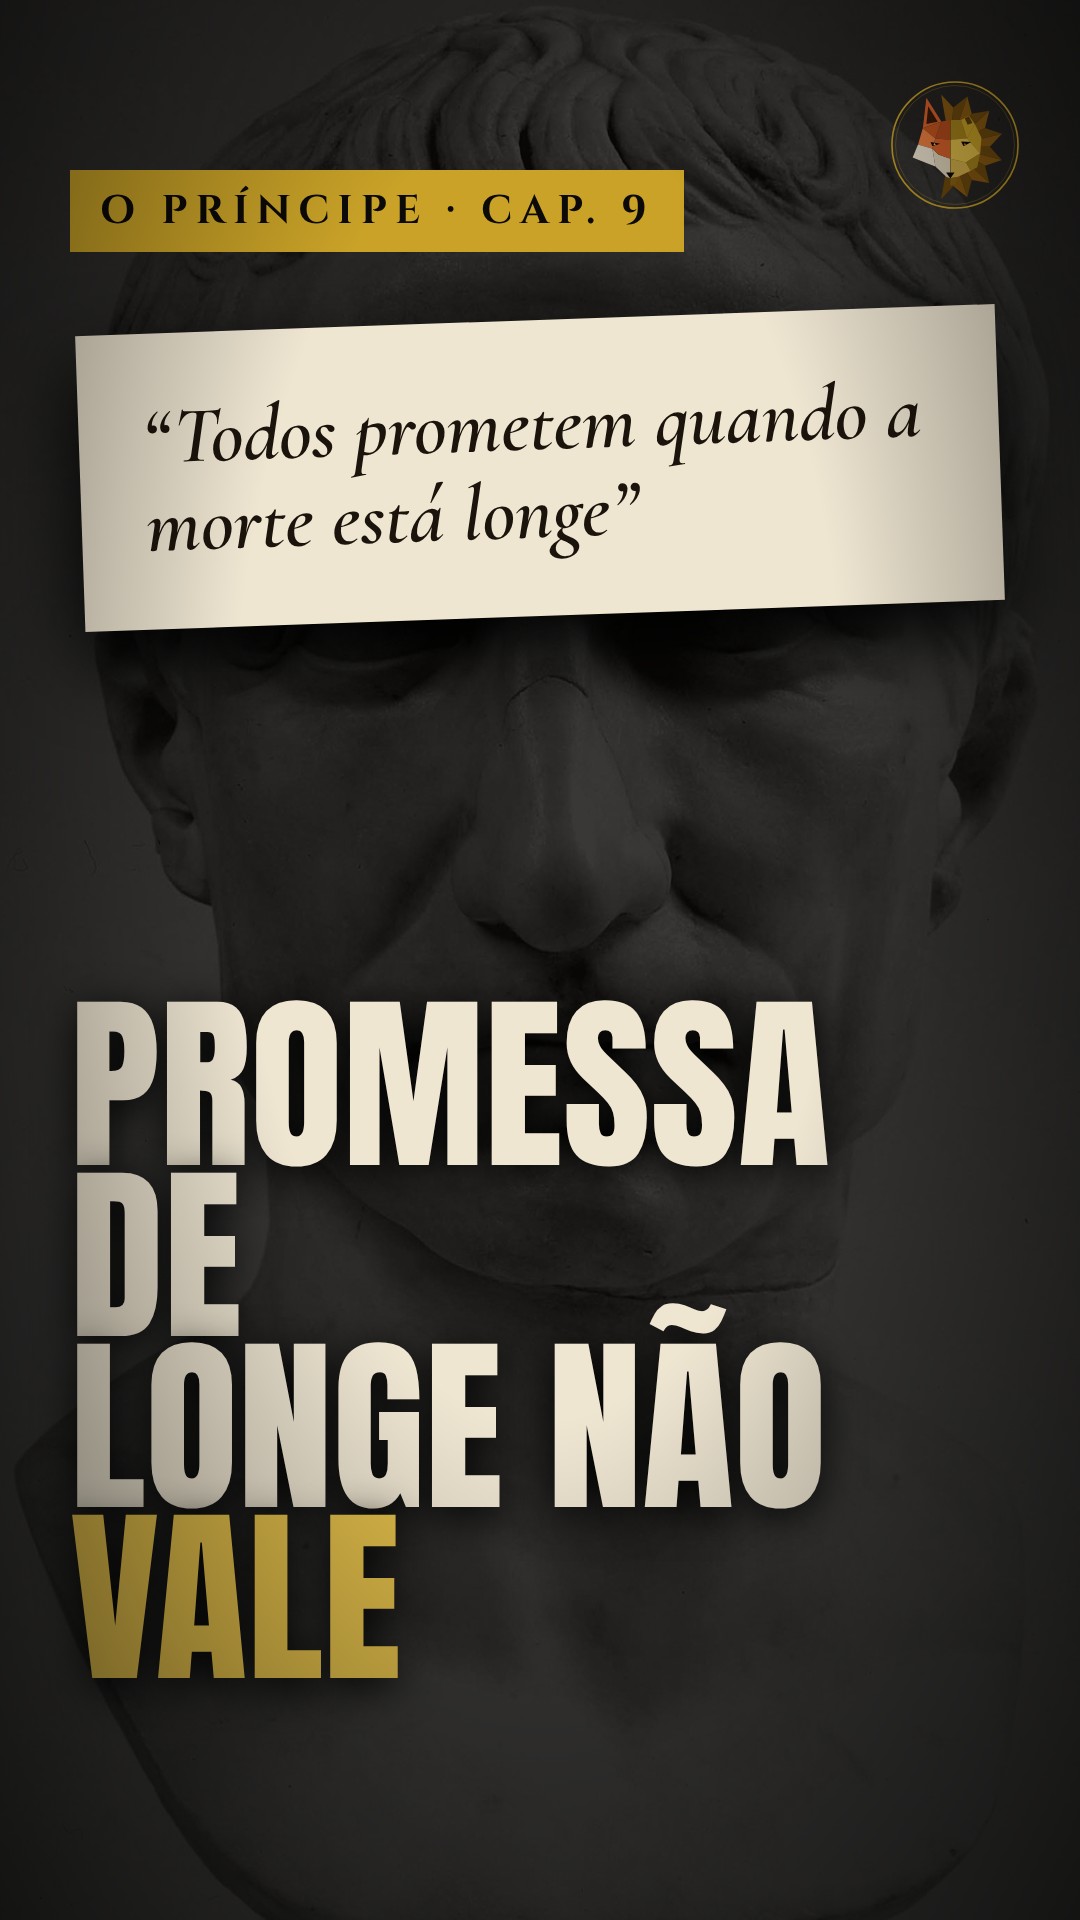 O PRÍNCIPE · CAP. 9
“Todos prometem quando a
morte está longe”
PROMESSA
DE
LONGE NÃO
VALE